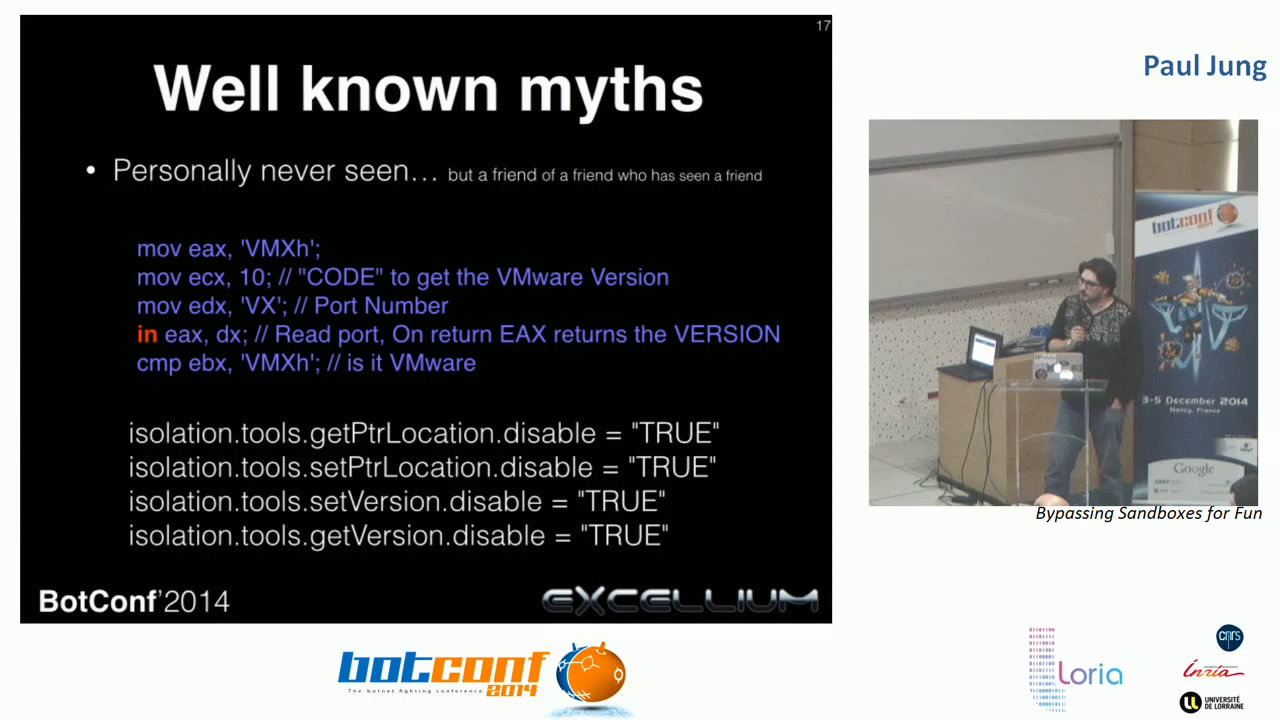 17
Well known myths
• Personally never seen... but a friend of a friend who has seen a friend
mov eax, 'VMXh';
mov ecx, 10; // "CODE" to get the VMware Version
mov edx, 'VX'; // Port Number
in eax, dx; // Read port, On return EAX returns the VERSION
cmp ebx, 'VMXh'; // is it VMware
isolation.tools.getPtrLocation.disable = "TRUE"
isolation.tools.setPtrLocation.disable = "TRUE"
isolation.tools.setVersion.disable = "TRUE"
isolation.tools.getVersion.disable = "TRUE"
BotConf'2014
EXCELLIUM
Paul Jung
botconf
2014
3-5 December 2014
Nancy, France
Google
Bypassing Sandboxes for Fun
botconf
The botnet fighting conference 2014
Loria
cnrs
Inria
UNIVERSITÉ
DE LORRAINE